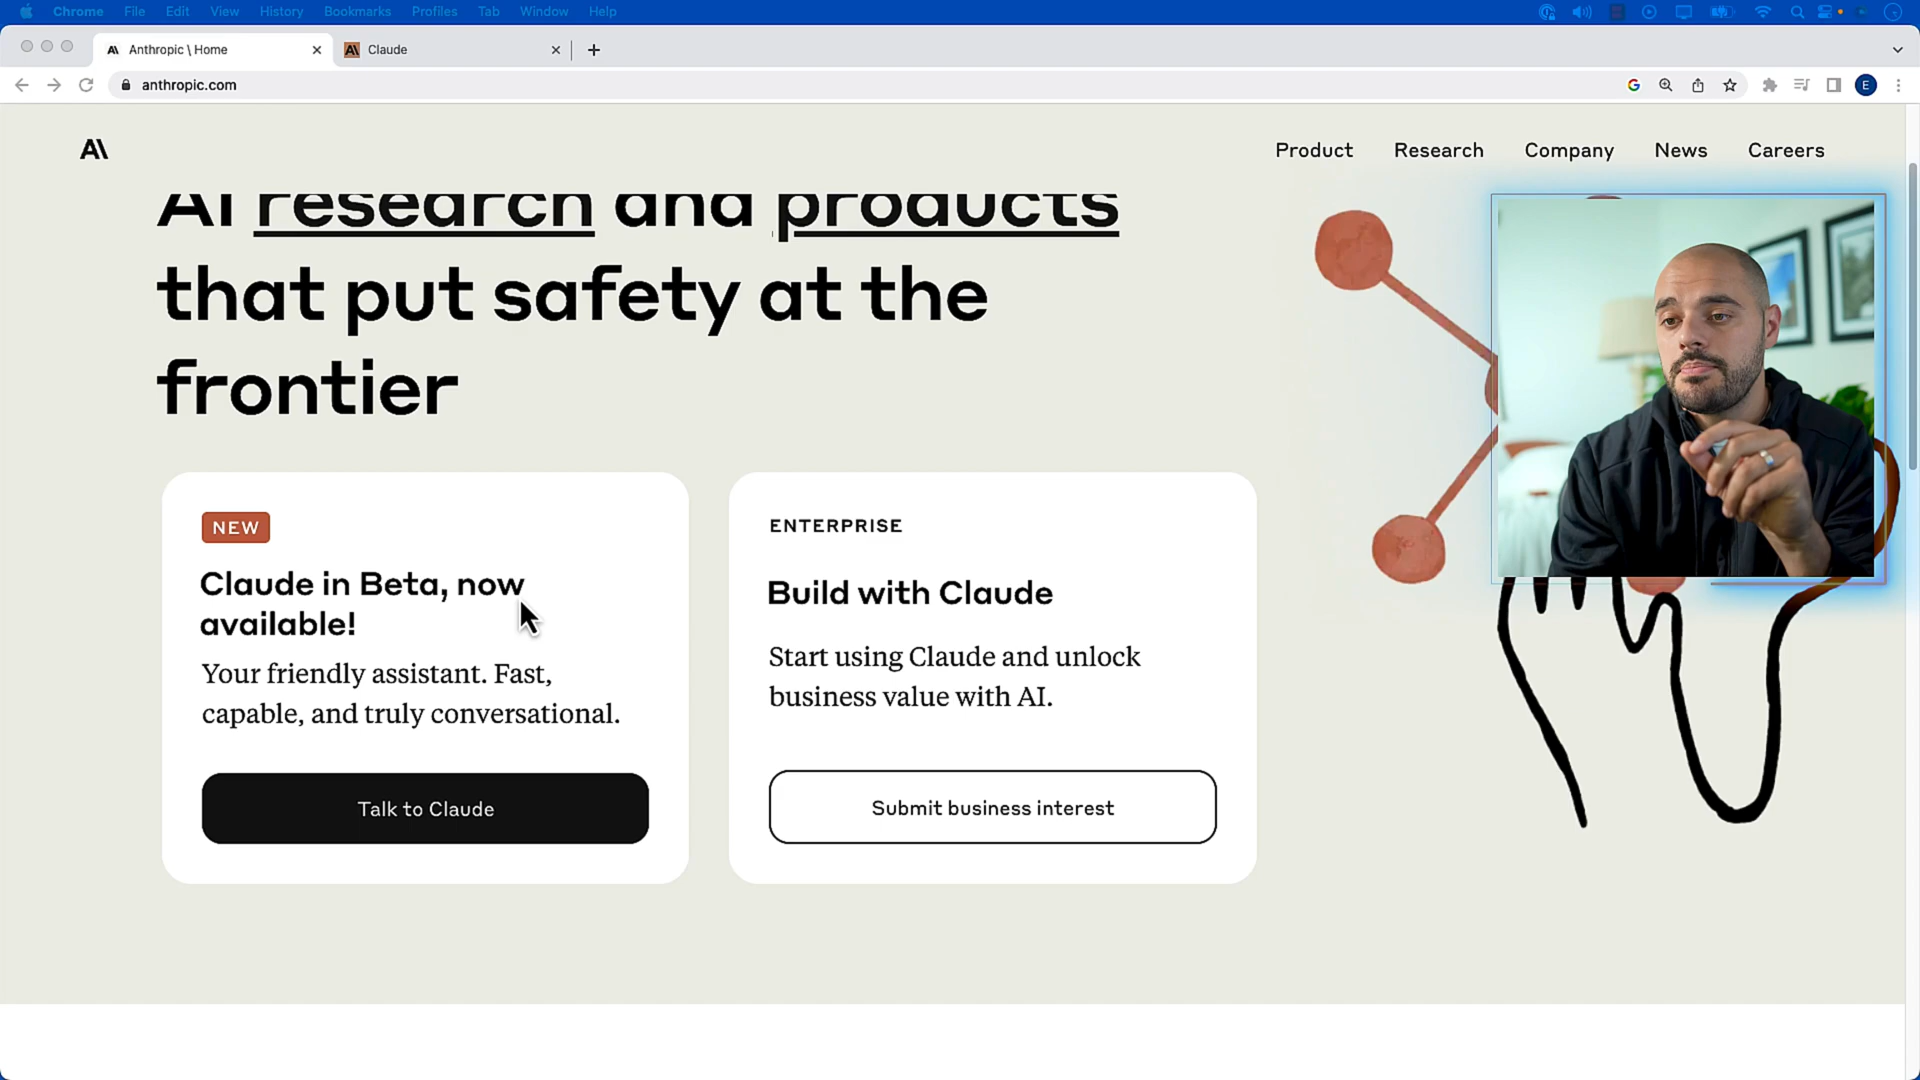 Chrome File Edit View History Bookmarks Profiles Tab Window Help
Anthropic \ Home
Claude
anthropic.com
E
A\
Product Research Company News Careers
AI research and products
that put safety at the
frontier
NEW
Claude in Beta, now
available!
Your friendly assistant. Fast,
capable, and truly conversational.
Talk to Claude
ENTERPRISE
Build with Claude
Start using Claude and unlock
business value with AI.
Submit business interest